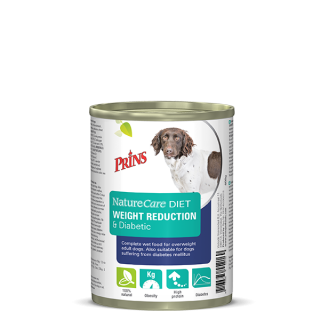 PRINS
NatureCare DIET
WEIGHT REDUCTION
& Diabetic
Complete wet food for overweight
adult dogs. Also suitable for dogs
suffering from diabetes mellitus
Kg
100%
natural
Obesity
High
protein
Diabetes